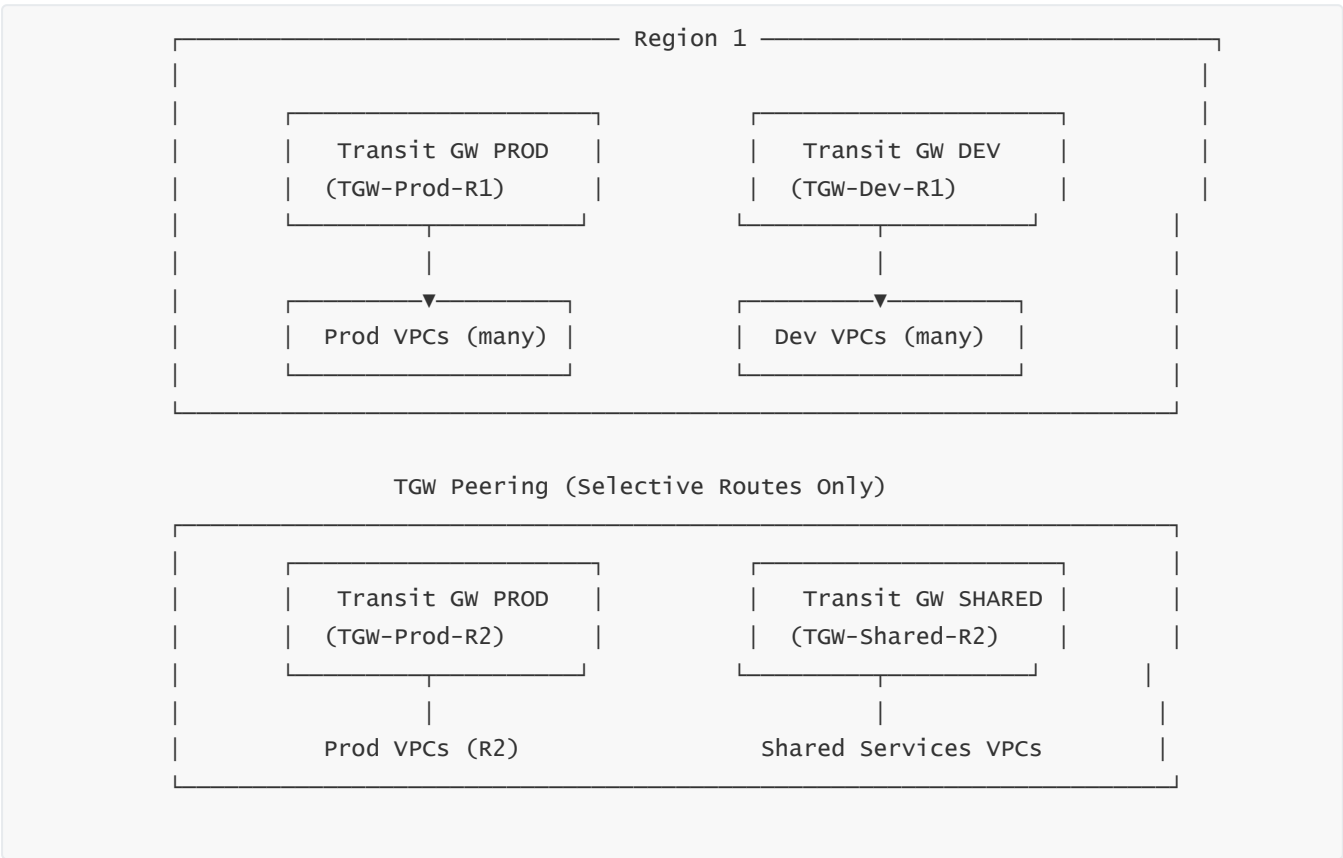 Region 1
Transit GW PROD Transit GW DEV
(TGW-Prod-R1) (TGW-Dev-R1)
Prod VPCs (many) Dev VPCs (many)
TGW Peering (Selective Routes Only)
Transit GW PROD Transit GW SHARED
(TGW-Prod-R2) (TGW-Shared-R2)
Prod VPCs (R2) Shared Services VPCs